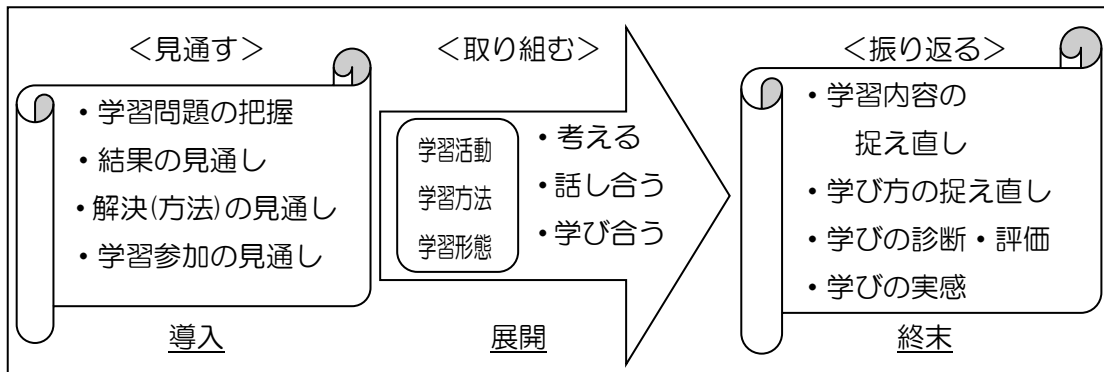 ＜見通す＞
・学習問題の把握
・結果の見通し
・解決(方法)の見通し
・学習参加の見通し
導入
＜取り組む＞
学習活動
学習方法
学習形態
・考える
・話し合う
・学び合う
展開
＜振り返る＞
・学習内容の
捉え直し
・学び方の捉え直し
・学びの診断・評価
・学びの実感
終末